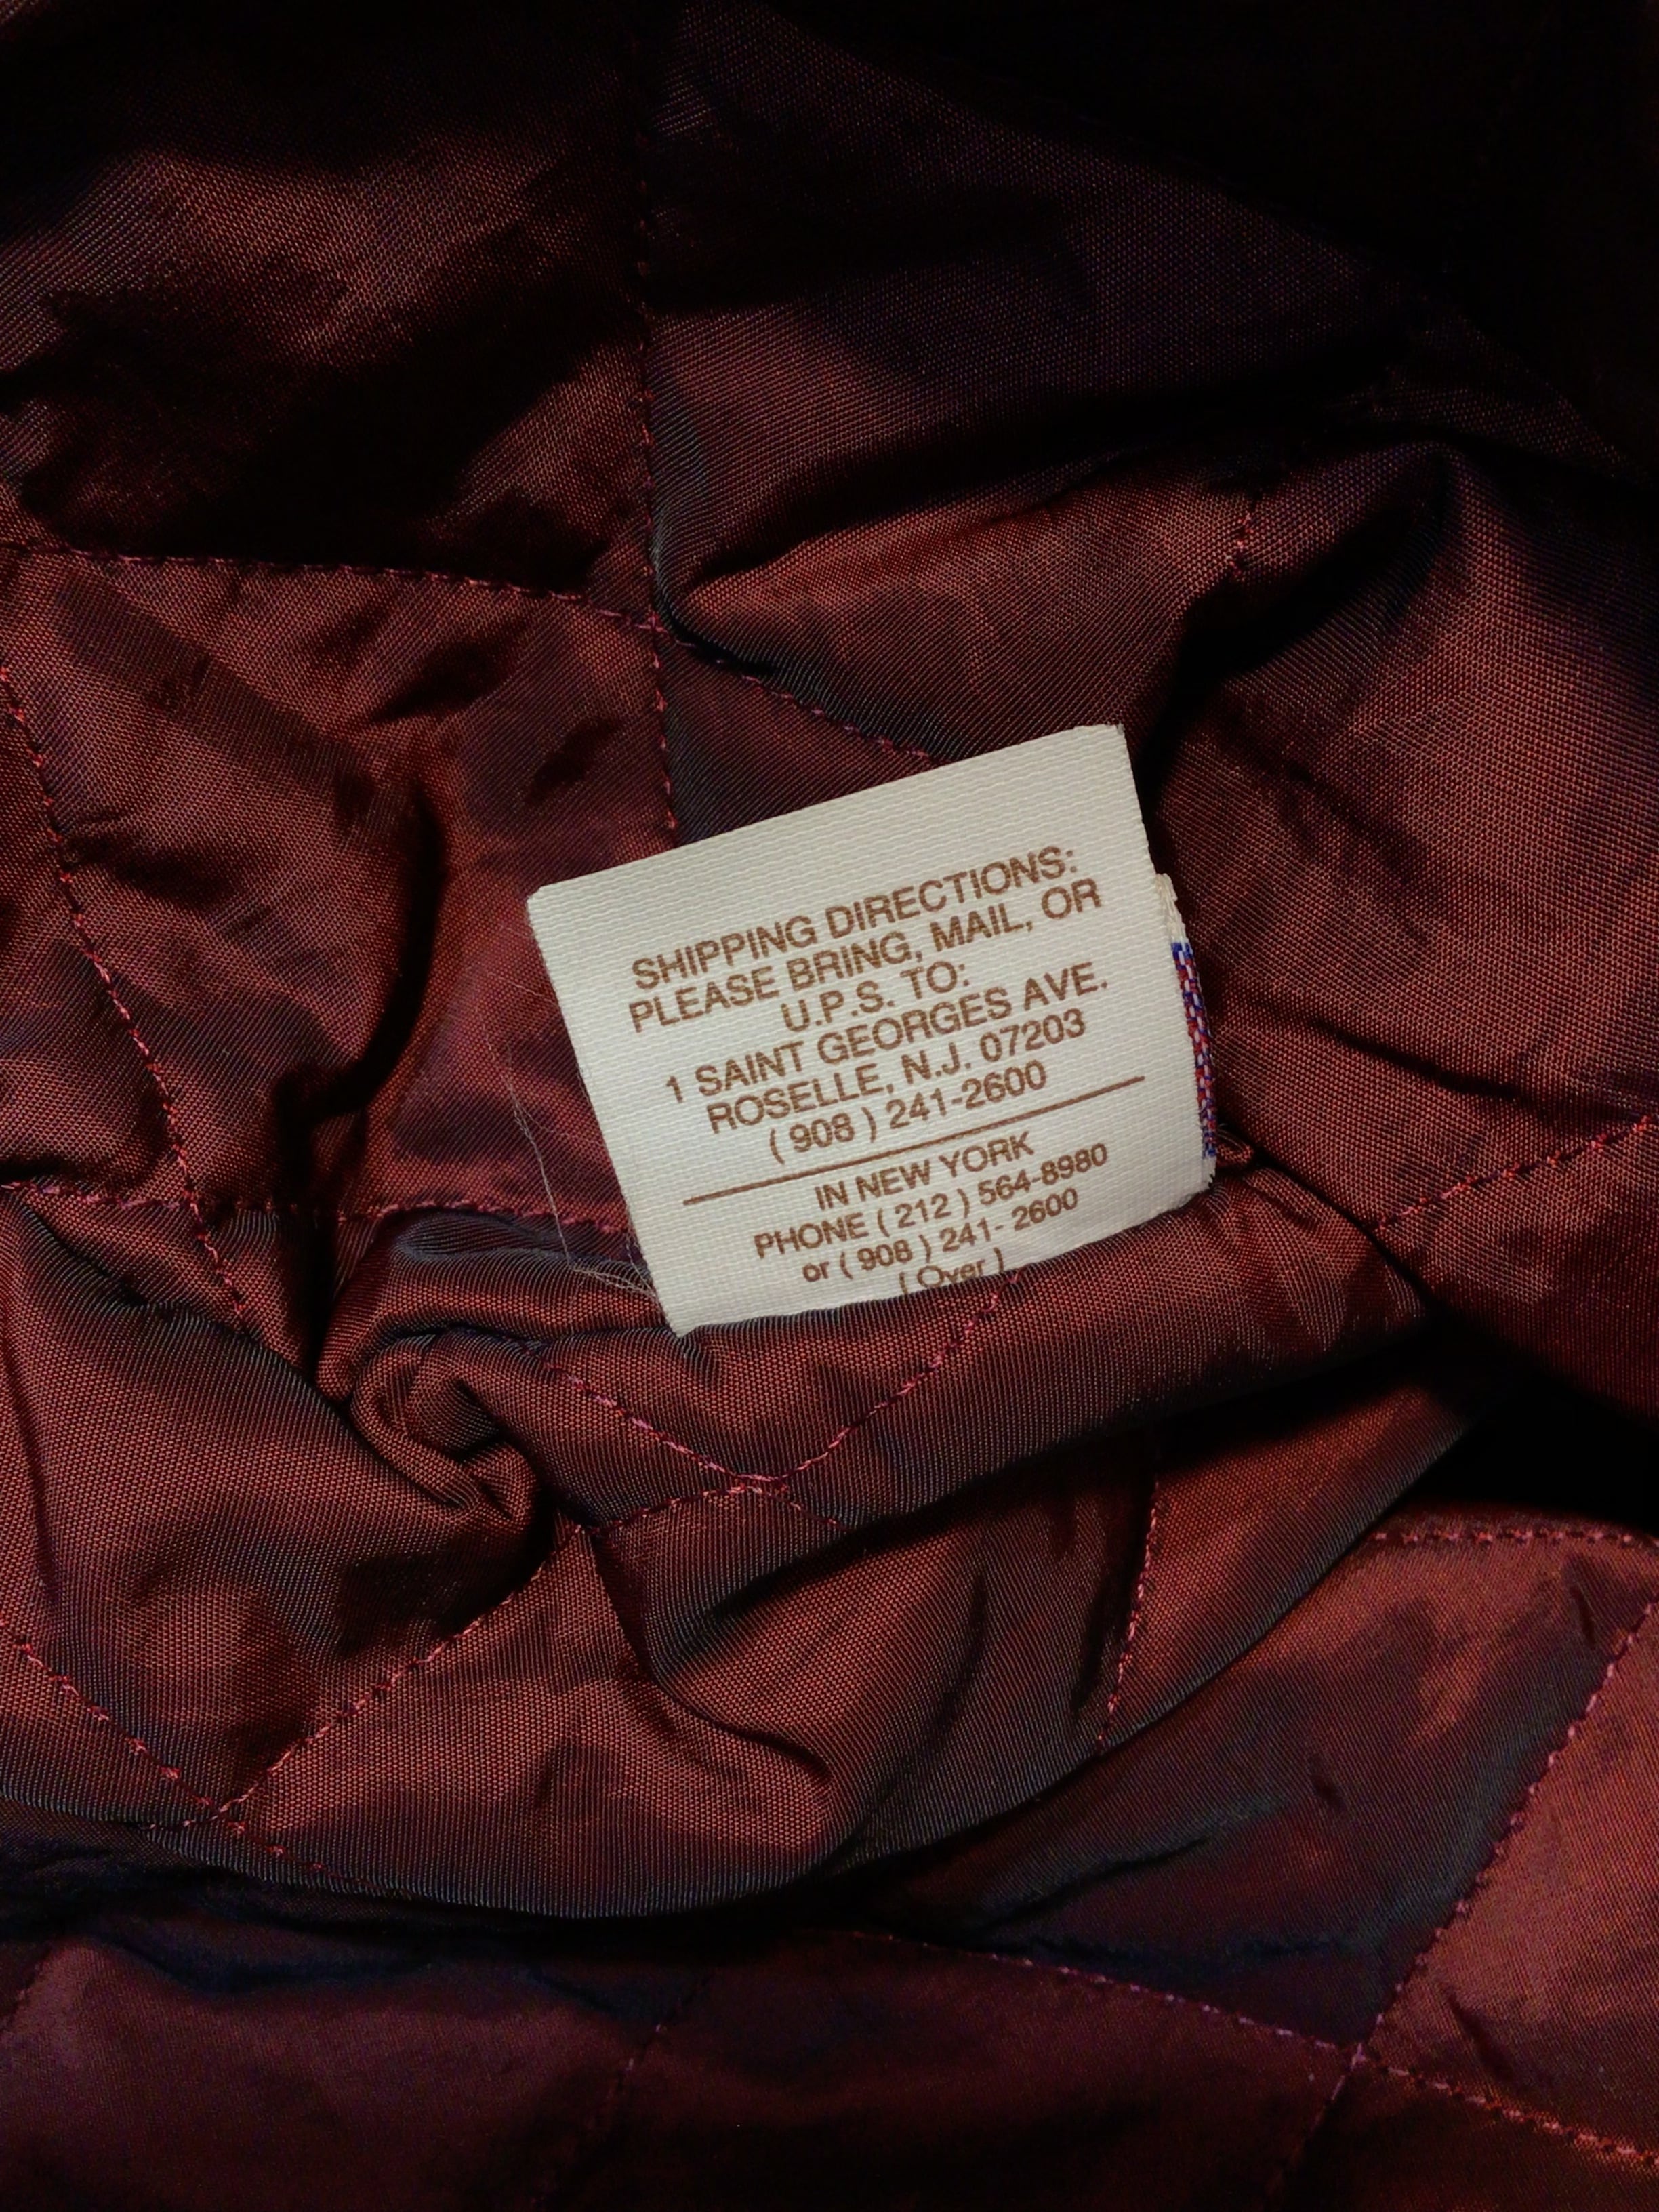 SHIPPING DIRECTIONS:
PLEASE BRING, MAIL, OR
U.P.S. TO:
1 SAINT GEORGES AVE.
ROSELLE, N.J. 07203
( 908 ) 241-2600
IN NEW YORK
PHONE ( 212 ) 564-8980
or ( 908 ) 241- 2600
( Over )